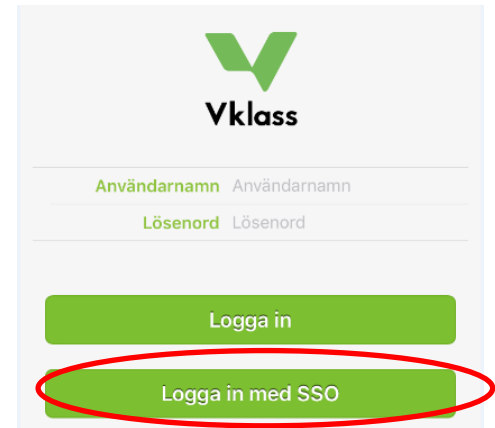 Vklass
Användarnamn Användarnamn
Lösenord Lösenord
Logga in
Logga in med SSO